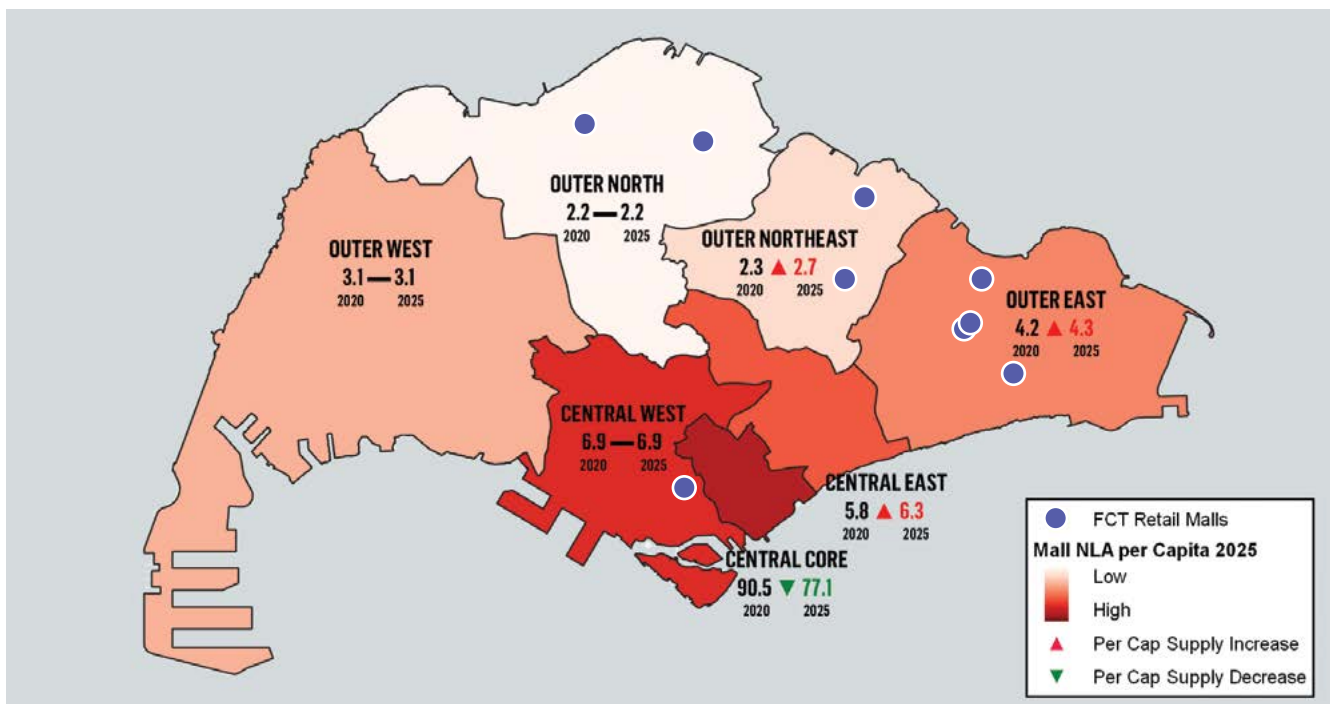 OUTER NORTH
2.2 — 2.2
2020 2025
OUTER WEST
3.1 — 3.1
2020 2025
OUTER NORTHEAST
2.3 ▲ 2.7
2020 2025
OUTER EAST
4.2 ▲ 4.3
2020 2025
CENTRAL WEST
6.9 — 6.9
2020 2025
CENTRAL EAST
5.8 ▲ 6.3
2020 2025
CENTRAL CORE
90.5 ▼ 77.1
2020 2025
FCT Retail Malls
Mall NLA per Capita 2025
Low
High
▲ Per Cap Supply Increase
▼ Per Cap Supply Decrease